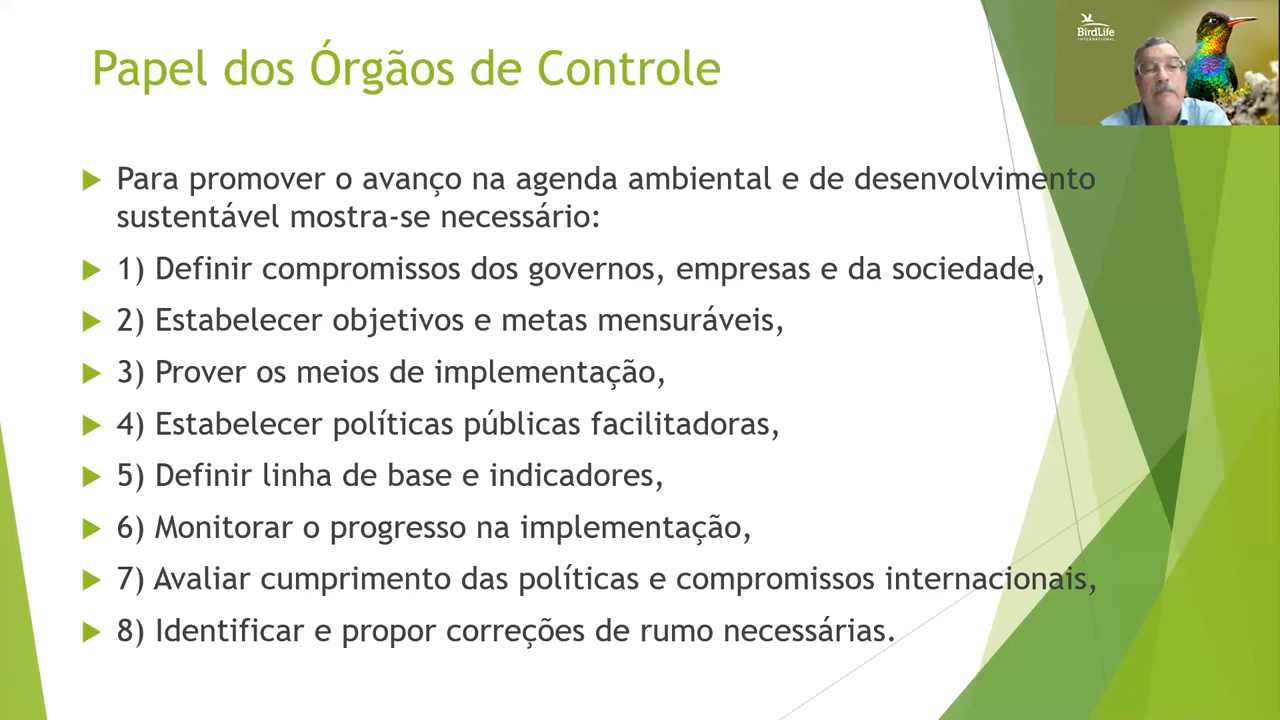 Papel dos Órgãos de Controle
BirdLife
INTERNATIONAL
Para promover o avanço na agenda ambiental e de desenvolvimento
sustentável mostra-se necessário:
1) Definir compromissos dos governos, empresas e da sociedade,
2) Estabelecer objetivos e metas mensuráveis,
3) Prover os meios de implementação,
4) Estabelecer políticas públicas facilitadoras,
5) Definir linha de base e indicadores,
6) Monitorar o progresso na implementação,
7) Avaliar cumprimento das políticas e compromissos internacionais,
8) Identificar e propor correções de rumo necessárias.